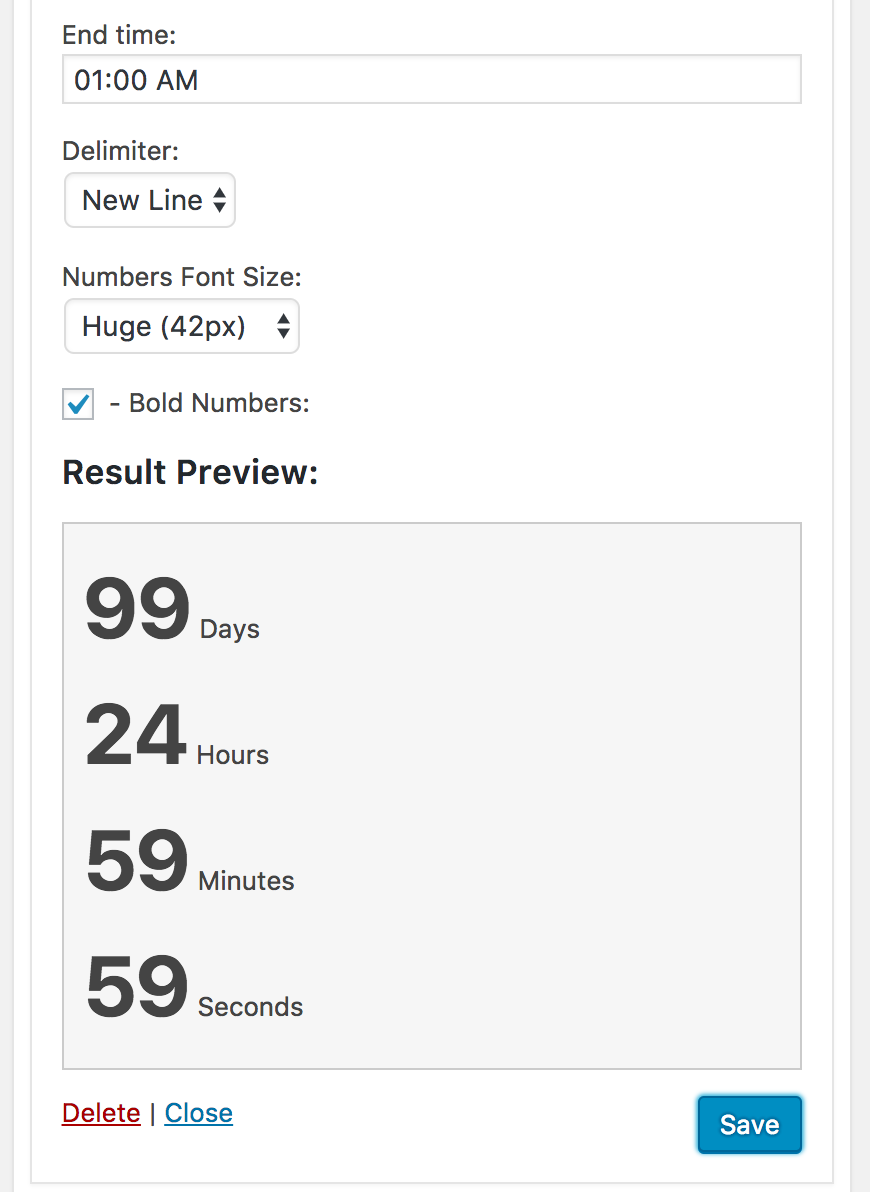 End time:
01:00 AM
Delimiter:
New Line
Numbers Font Size:
Huge (42px)
- Bold Numbers:
Result Preview:
99 Days
24 Hours
59 Minutes
59 Seconds
Delete | Close
Save